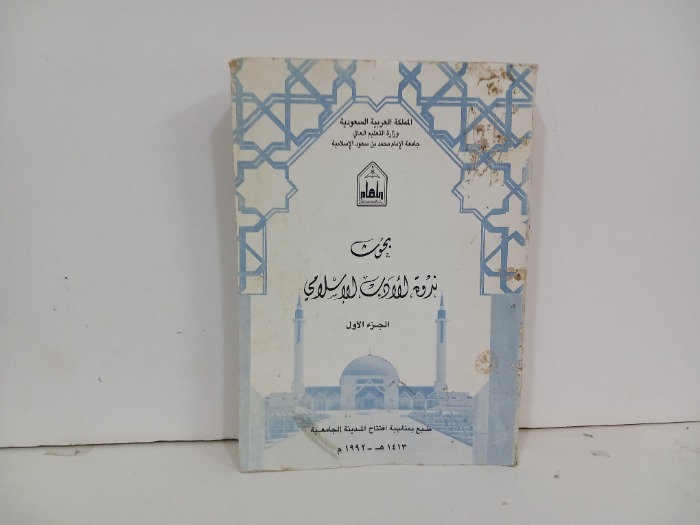 المملكة العربية السعودية
وزارة التعليم العالي
جامعة الإمام محمد بن سعود الإسلامية
بحوث
ندوة الأدب الإسلامي
الجزء الأول
طبع بمناسبة افتتاح المدينة الجامعية
١٤١٣ هـ - ١٩٩٢ م